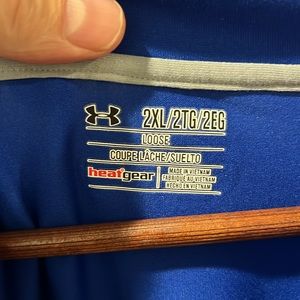 2XL/2TG/2EG
LOOSE
COUPE LÂCHE/SUELTO
heatgear
MADE IN VIETNAM
FABRIQUÉ AU VIETNAM
HECHO EN VIETNAM